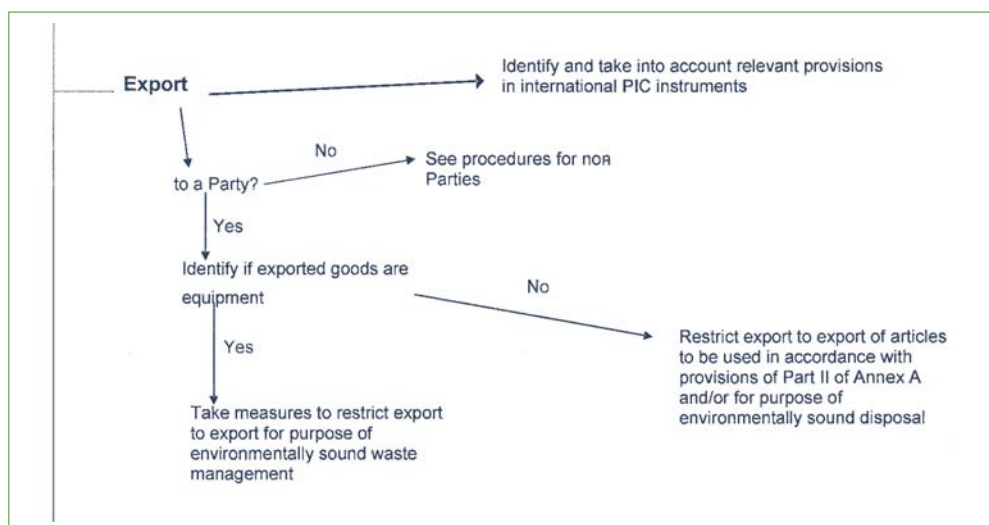 Export
Identify and take into account relevant provisions
in international PIC instruments
No
to a Party?
See procedures for non
Parties
Yes
Identify if exported goods are
equipment
No
Yes
Restrict export to export of articles
to be used in accordance with
provisions of Part II of Annex A
and/or for purpose of
environmentally sound disposal
Take measures to restrict export
to export for purpose of
environmentally sound waste
management